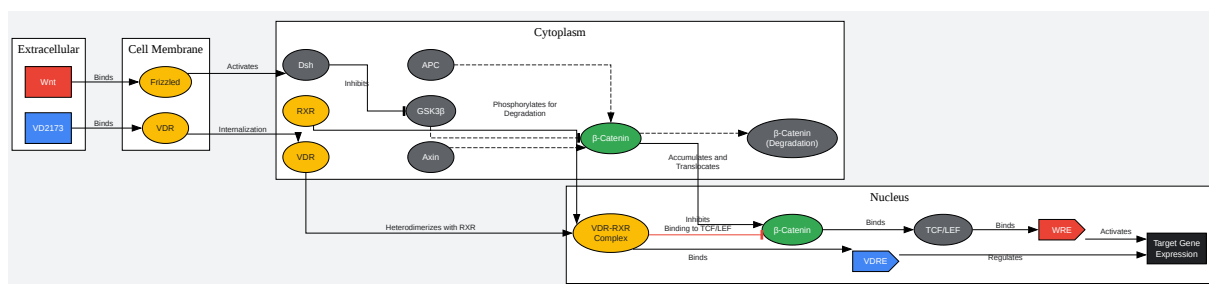 Cytoplasm
Extracellular
Cell Membrane
Wnt
Binds
Frizzled
Activates
Dsh
Inhibits
APC
VD2173
Binds
VDR
Internalization
RXR
GSK3β
Phosphorylates for
Degradation
VDR
Axin
β-Catenin
β-Catenin
(Degradation)
Accumulates and
Translocates
Nucleus
Heterodimerizes with RXR
VDR-RXR
Complex
Inhibits
Binding to TCF/LEF
β-Catenin
Binds
TCF/LEF
Binds
WRE
Activates
Target Gene
Expression
Binds
VDRE
Regulates